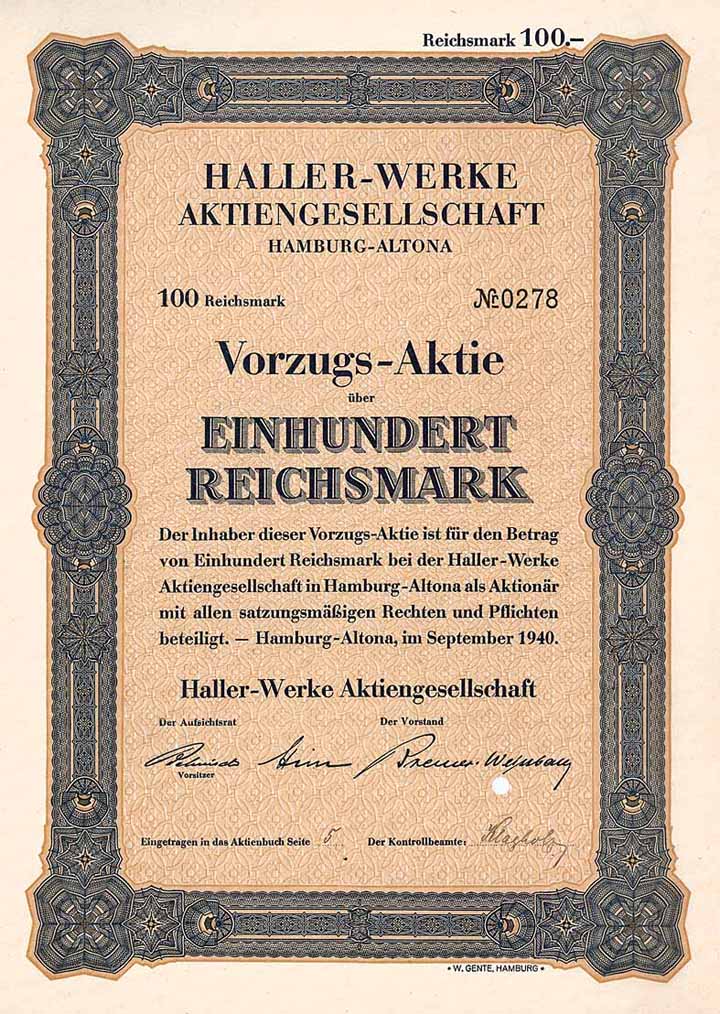 Reichsmark 100.–
HALLER-WERKE
AKTIENGESELLSCHAFT
HAMBURG-ALTONA
100 Reichsmark № 0278
Vorzugs-Aktie
über
EINHUNDERT
REICHSMARK
Der Inhaber dieser Vorzugs-Aktie ist für den Betrag
von Einhundert Reichsmark bei der Haller-Werke
Aktiengesellschaft in Hamburg-Altona als Aktionär
mit allen satzungsmäßigen Rechten und Pflichten
beteiligt. — Hamburg-Altona, im September 1940.
Haller-Werke Aktiengesellschaft
Der Aufsichtsrat Der Vorstand
Vorsitzer
Eingetragen in das Aktienbuch Seite 5 Der Kontrollbeamte:
* W. GENTE, HAMBURG *